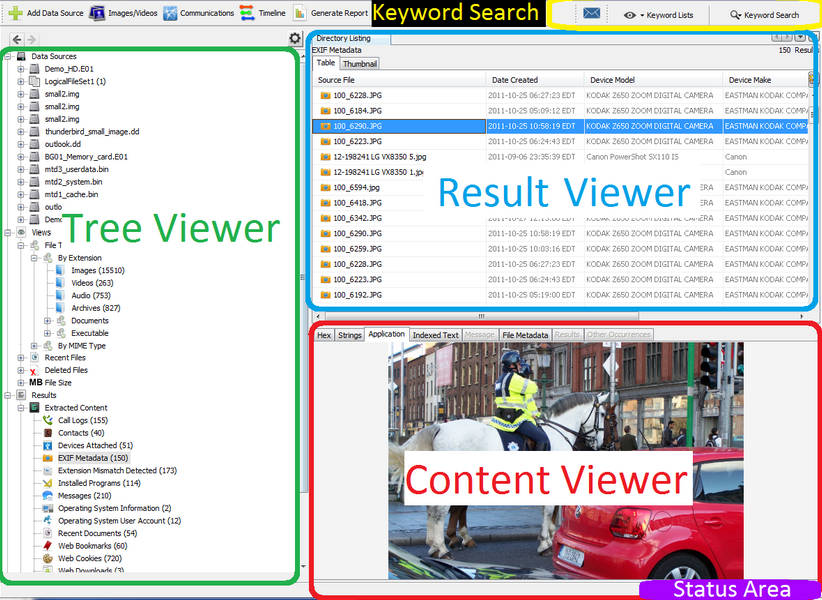 Add Data Source Images/Videos Communications Timeline Generate Report Keyword Search Keyword Lists Keyword Search
Directory Listing
EXIF Metadata 150 Results
Table Thumbnail
Source File Date Created Device Model Device Make
100_6228.JPG 2011-10-25 06:27:23 EDT KODAK Z650 ZOOM DIGITAL CAMERA EASTMAN KODAK COMPA
100_6184.JPG 2011-10-25 05:09:12 EDT KODAK Z650 ZOOM DIGITAL CAMERA EASTMAN KODAK COMPA
100_6290.JPG 2011-10-25 10:58:19 EDT KODAK Z650 ZOOM DIGITAL CAMERA EASTMAN KODAK COMPA
100_6223.JPG 2011-10-25 06:24:43 EDT KODAK Z650 ZOOM DIGITAL CAMERA EASTMAN KODAK COMPA
12-198241 LG VX8350 5.jpg 2011-09-06 23:35:39 EDT Canon PowerShot SX110 IS Canon
12-198241 LG VX8350 1.jpg Canon
100_6594.jpg EASTMAN KODAK COMPA
100_6418.JPG EASTMAN KODAK COMPA
100_6342.JPG EASTMAN KODAK COMPA
100_6290.JPG 2011-10-25 10:58:19 EDT KODAK Z650 ZOOM DIGITAL CAMERA EASTMAN KODAK COMPA
100_6259.JPG 2011-10-25 10:03:16 EDT KODAK Z650 ZOOM DIGITAL CAMERA EASTMAN KODAK COMPA
100_6228.JPG 2011-10-25 06:27:23 EDT KODAK Z650 ZOOM DIGITAL CAMERA EASTMAN KODAK COMPA
100_6223.JPG 2011-10-25 06:24:43 EDT KODAK Z650 ZOOM DIGITAL CAMERA EASTMAN KODAK COMPA
100_6192.JPG 2011-10-25 05:19:00 EDT KODAK Z650 ZOOM DIGITAL CAMERA EASTMAN KODAK COMPA
Result Viewer
Data Sources
Demo_HD.E01
LogicalFileSet1 (1)
small2.img
small2.img
small2.img
thunderbird_small_image.dd
outlook.dd
BG01_Memory_card.E01
mtd3_userdata.bin
mtd2_system.bin
mtd2_cache.bin
outlo
Demo
Tree Viewer
Views
File T
By Extension
Images (15510)
Videos (263)
Audio (753)
Archives (827)
Documents
Executable
By MIME Type
Recent Files
Deleted Files
MB File Size
Results
Extracted Content
Call Logs (155)
Contacts (40)
Devices Attached (51)
EXIF Metadata (150)
Extension Mismatch Detected (173)
Installed Programs (114)
Messages (210)
Operating System Information (2)
Operating System User Account (12)
Recent Documents (54)
Web Bookmarks (60)
Web Cookies (720)
Web Downloads (3)
Hex Strings Application Indexed Text Message File Metadata Results Other Occurrences
Content Viewer
Status Area